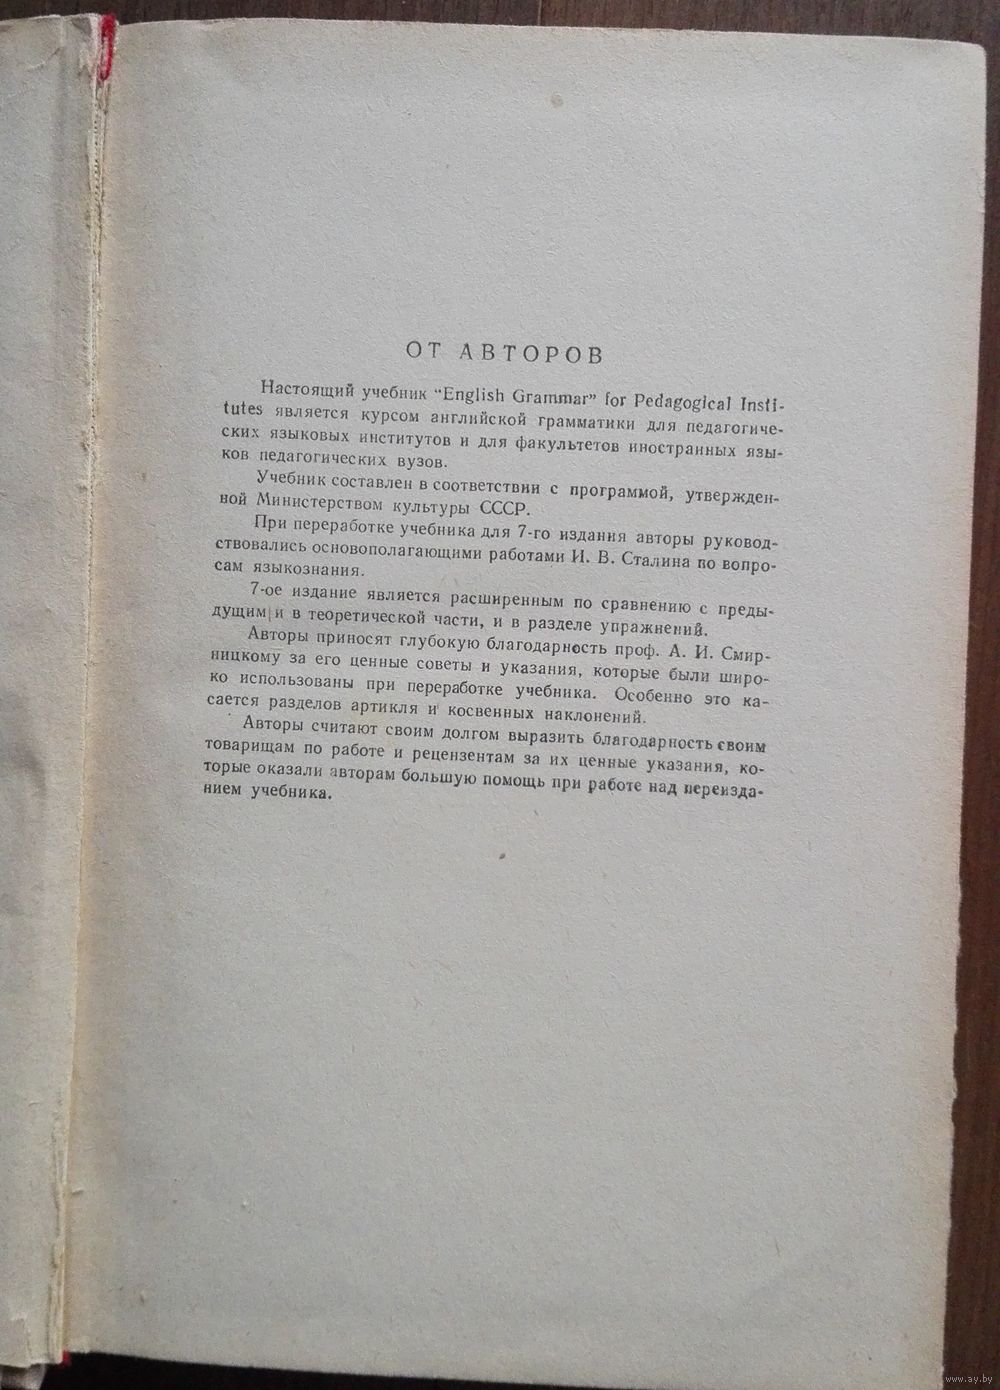 ОТ АВТОРОВ
Настоящий учебник “English Grammar” for Pedagogical Insti-
tutes является курсом английской грамматики для педагогиче-
ских языковых институтов и для факультетов иностранных язы-
ков педагогических вузов.
Учебник составлен в соответствии с программой, утвержден-
ной Министерством культуры СССР.
При переработке учебника для 7-го издания авторы руковод-
ствовались основополагающими работами И. В. Сталина по вопро-
сам языкознания.
7-ое издание является расширенным по сравнению с преды-
дущим и в теоретической части, и в разделе упражнений.
Авторы приносят глубокую благодарность проф. А. И. Смир-
ницкому за его ценные советы и указания, которые были широ-
ко использованы при переработке учебника. Особенно это ка-
сается разделов артикля и косвенных наклонений.
Авторы считают своим долгом выразить благодарность своим
товарищам по работе и рецензентам за их ценные указания, ко-
торые оказали авторам большую помощь при работе над переизда-
нием учебника.
www.ay.by